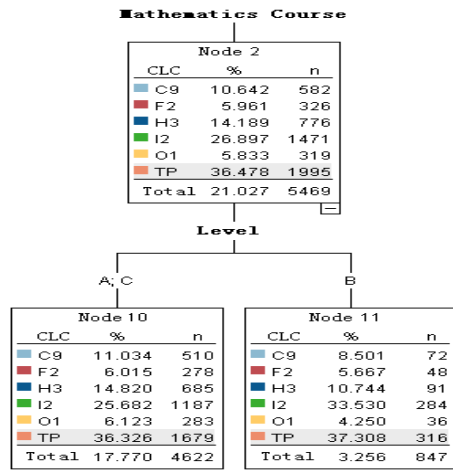 Mathematics Course
Node 2
CLC % n
C9 10.642 582
F2 5.961 326
H3 14.189 776
I2 26.897 1471
O1 5.833 319
TP 36.478 1995
Total 21.027 5469
Level
A; C B
Node 10
CLC % n
C9 11.034 510
F2 6.015 278
H3 14.820 685
I2 25.682 1187
O1 6.123 283
TP 36.326 1679
Total 17.770 4622
Node 11
CLC % n
C9 8.501 72
F2 5.667 48
H3 10.744 91
I2 33.530 284
O1 4.250 36
TP 37.308 316
Total 3.256 847